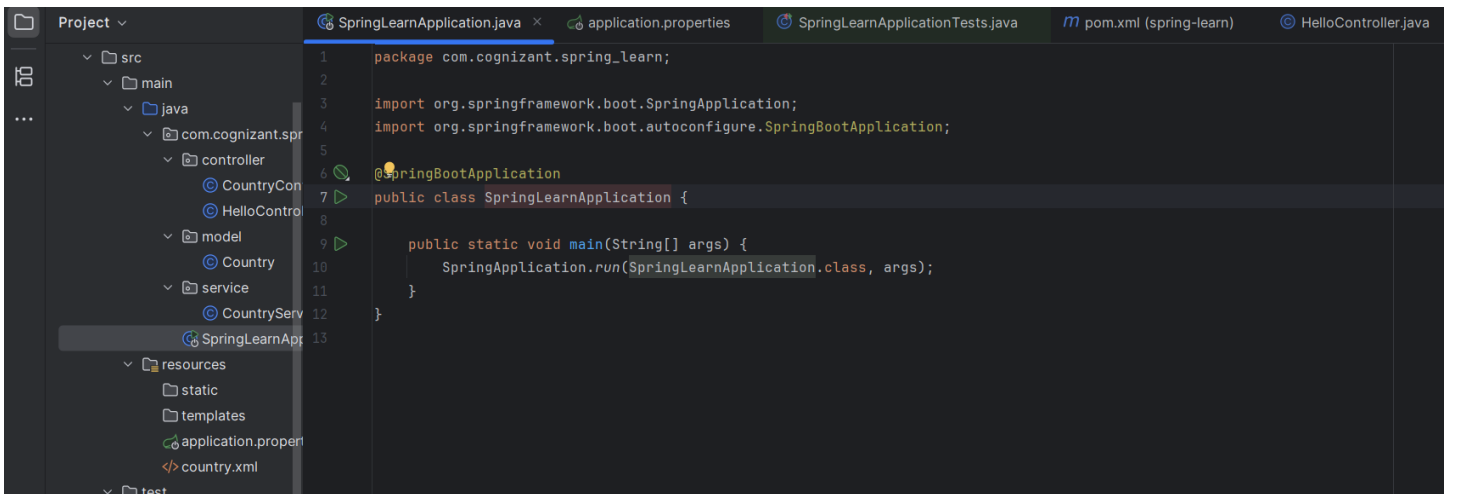 Project
SpringLearnApplication.java
application.properties
SpringLearnApplicationTests.java
pom.xml (spring-learn)
HelloController.java
src
main
java
com.cognizant.spr
controller
CountryCon
HelloControl
model
Country
service
CountryServ
SpringLearnApp
resources
static
templates
application.propert
country.xml
test
1 package com.cognizant.spring_learn;
2
3 import org.springframework.boot.SpringApplication;
4 import org.springframework.boot.autoconfigure.SpringBootApplication;
5
6 @SpringBootApplication
7 public class SpringLearnApplication {
8
9 public static void main(String[] args) {
10 SpringApplication.run(SpringLearnApplication.class, args);
11 }
12 }
13